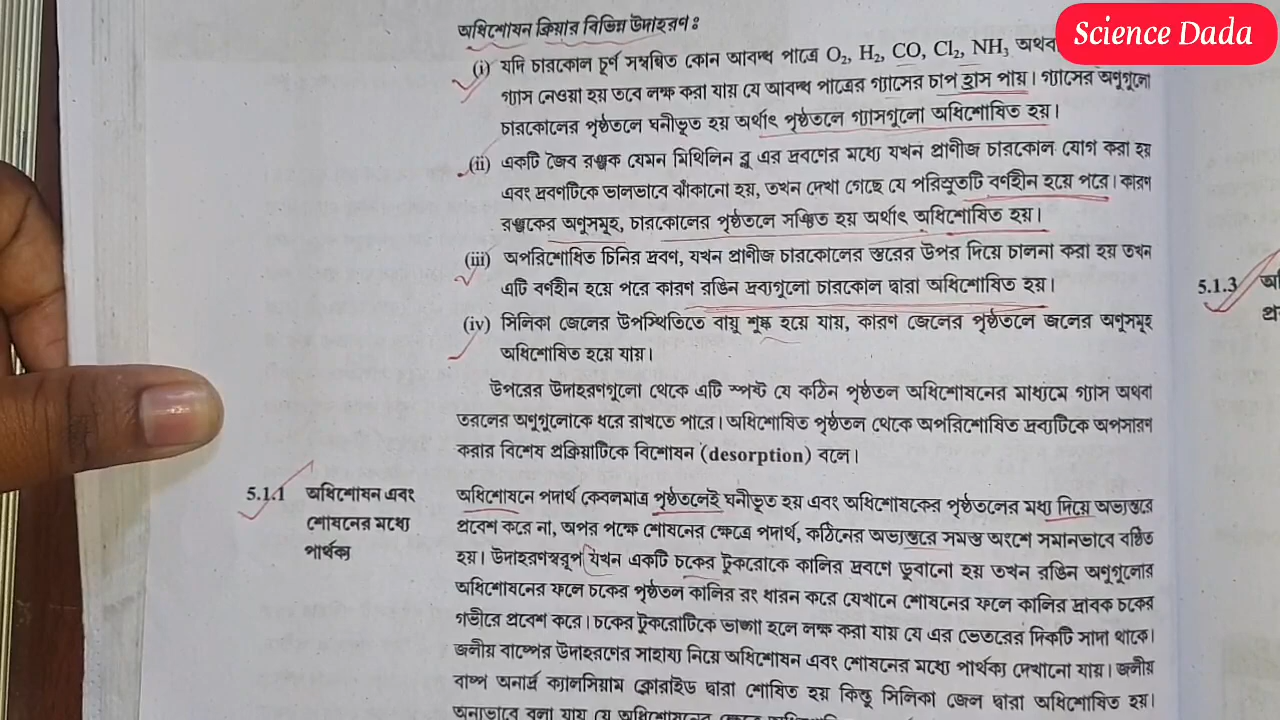 Science Dada
অধিশোষন ক্রিয়ার বিভিন্ন উদাহরণ ঃ
(i) যদি চারকোল চূর্ণ সম্বন্বিত কোন আবদ্ধ পাত্রে O₂, H₂, CO, Cl₂, NH₃ অথব
গ্যাস নেওয়া হয় তবে লক্ষ করা যায় যে আবদ্ধ পাত্রের গ্যাসের চাপ হ্রাস পায়। গ্যাসের অণুগুলো
চারকোলের পৃষ্ঠতলে ঘনীভূত হয় অর্থাৎ পৃষ্ঠতলে গ্যাসগুলো অধিশোষিত হয়।
(ii) একটি জৈব রঞ্জক যেমন মিথিলিন ব্লু এর দ্রবণের মধ্যে যখন প্রাণীজ চারকোল যোগ করা হয়
এবং দ্রবণটিকে ভালভাবে ঝাঁকানো হয়, তখন দেখা গেছে যে পরিস্রুতটি বর্ণহীন হয়ে পরে। কারণ
রঞ্জকের অণুসমূহ, চারকোলের পৃষ্ঠতলে সঞ্চিত হয় অর্থাৎ অধিশোষিত হয়।
(iii) অপরিশোধিত চিনির দ্রবণ, যখন প্রাণীজ চারকোলের স্তরের উপর দিয়ে চালনা করা হয় তখন
এটি বর্ণহীন হয়ে পরে কারণ রঙিন দ্রব্যগুলো চারকোল দ্বারা অধিশোষিত হয়।
(iv) সিলিকা জেলের উপস্থিতিতে বায়ু শুষ্ক হয়ে যায়, কারণ জেলের পৃষ্ঠতলে জলের অণুসমূহ
অধিশোষিত হয়ে যায়।
উপরের উদাহরণগুলো থেকে এটি স্পষ্ট যে কঠিন পৃষ্ঠতল অধিশোষনের মাধ্যমে গ্যাস অথবা
তরলের অণুগুলোকে ধরে রাখতে পারে। অধিশোষিত পৃষ্ঠতল থেকে অপরিশোষিত দ্রব্যটিকে অপসারণ
করার বিশেষ প্রক্রিয়াটিকে বিশোষন (desorption) বলে।
5.1.1 অধিশোষন এবং
শোষনের মধ্যে
পার্থক্য
অধিশোষনে পদার্থ কেবলমাত্র পৃষ্ঠতলেই ঘনীভূত হয় এবং অধিশোষকের পৃষ্ঠতলের মধ্য দিয়ে অভ্যন্তরে
প্রবেশ করে না, অপর পক্ষে শোষনের ক্ষেত্রে পদার্থ, কঠিনের অভ্যন্তরে সমস্ত অংশে সমানভাবে বন্ঠিত
হয়। উদাহরণস্বরূপ যখন একটি চকের টুকরোকে কালির দ্রবণে ডুবানো হয় তখন রঙিন অণুগুলোর
অধিশোষনের ফলে চকের পৃষ্ঠতল কালির রং ধারন করে যেখানে শোষনের ফলে কালির দ্রাবক চকের
গভীরে প্রবেশ করে। চকের টুকরোটিকে ভাঙ্গা হলে লক্ষ করা যায় যে এর ভেতরের দিকটি সাদা থাকে।
জলীয় বাষ্পের উদাহরণের সাহায্য নিয়ে অধিশোষন এবং শোষনের মধ্যে পার্থক্য দেখানো যায়। জলীয়
বাষ্প অনার্দ্র ক্যালসিয়াম ক্লোরাইড দ্বারা শোষিত হয় কিন্তু সিলিকা জেল দ্বারা অধিশোষিত হয়।
5.1.3